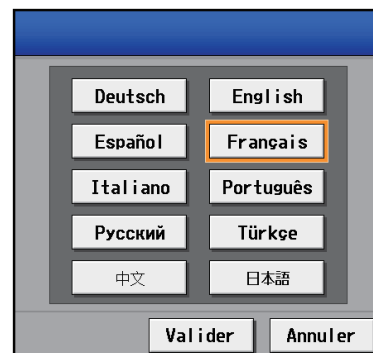 Deutsch English
Español Français
Italiano Português
Русский Türkçe
中文 日本語
Valider Annuler